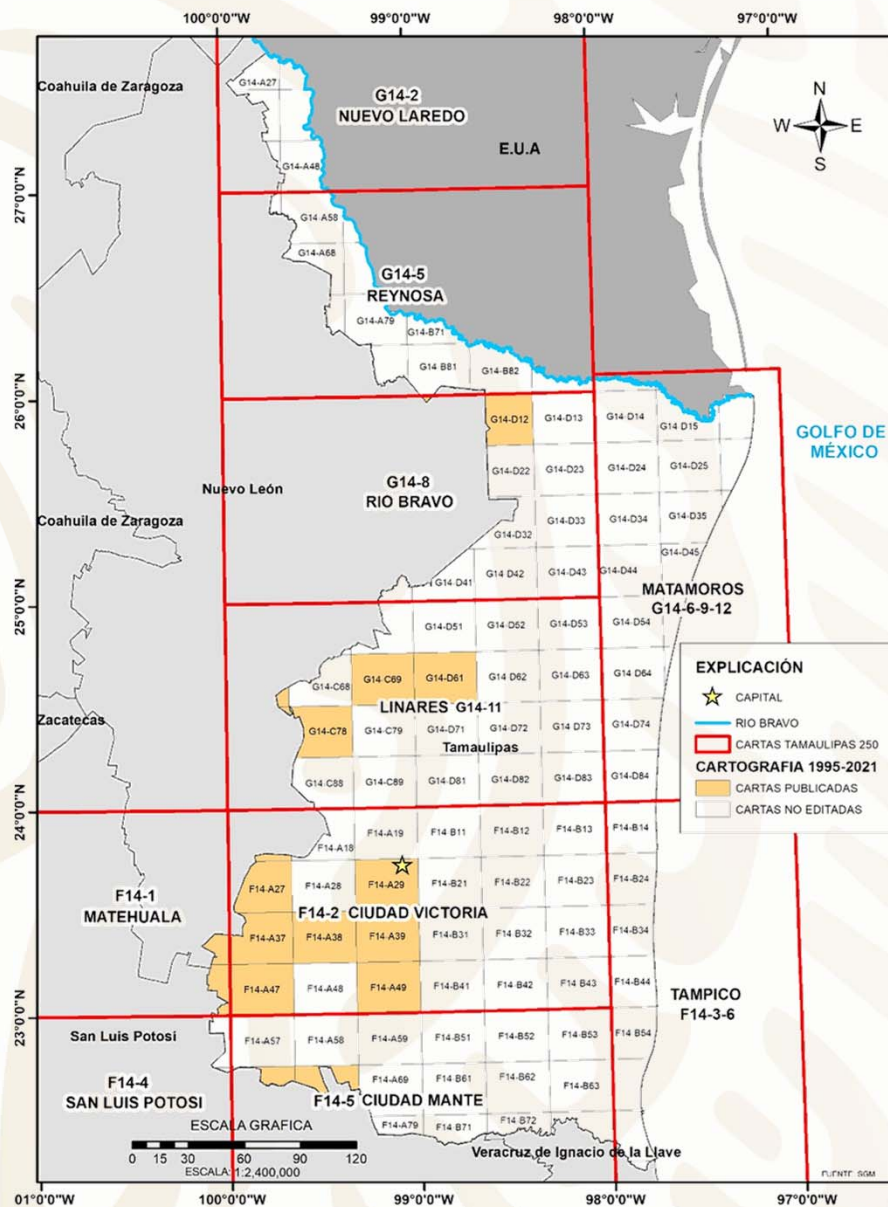 100°0'0"W 99°0'0"W 98°0'0"W 97°0'0"W
Coahuila de Zaragoza
G14-A27
G14-2
NUEVO LAREDO
E.U.A
N
W E
S
G14-A48
27°0'0"N
G14-A58
G14-A68
G14-5
REYNOSA
G14-A79
G14-B71
G14 B81
G14-B82
26°0'0"N
G14-D12 G14-D13 G14-D14 G14 D15
GOLFO DE
MÉXICO
G14-D22 G14-D23 G14-D24 G14-D25
Nuevo León
G14-8
RIO BRAVO
Coahuila de Zaragoza
G14-D32 G14-D33 G14-D34 G14-D35
G14-D41 G14 D42 G14-D43 G14-D44 G14-D45
MATAMOROS
G14-6-9-12
25°0'0"N
G14-D51 G14-D52 G14-D53 G14-D54
G14-C68 G14 C69 G14-D61 G14 D62 G14-D63 G14-D64
LINARES G14-11
Zacatecas
G14-C78 G14-C79 G14-D71 G14-D72 G14-D73 G14-D74
Tamaulipas
G14-C88 G14-C89 G14-D81 G14-D82 G14-D83 G14-D84
EXPLICACIÓN
CAPITAL
RIO BRAVO
CARTAS TAMAULIPAS 250
CARTOGRAFIA 1995-2021
CARTAS PUBLICADAS
CARTAS NO EDITADAS
24°0'0"N
F14-A18 F14-A19 F14 B11 F14-B12 F14-B13 F14-B14
F14-1
MATEHUALA
F14-A27 F14-A28 F14-A29 F14-B21 F14-B22 F14-B23 F14-B24
F14-2 CIUDAD VICTORIA
F14-A37 F14-A38 F14-A39 F14-B31 F14 B32 F14-B33 F14-B34
F14-A47 F14-A48 F14-A49 F14-B41 F14-B42 F14 B43 F14-B44
TAMPICO
F14-3-6
23°0'0"N
San Luis Potosi
F14-A57 F14-A58 F14-A59 F14-B51 F14-B52 F14-B53 F14 B54
F14-4
SAN LUIS POTOSI
F14-A69 F14-B61 F14-B62 F14-B63
F14-5 CIUDAD MANTE
F14-A79 F14 B71 F14-B72
Veracruz de Ignacio de la Llave
ESCALA GRAFICA
0 15 30 60 90 120
ESCALA: 1:2,400,000
FUENTE SGM
01°0'0"W 100°0'0"W 99°0'0"W 98°0'0"W 97°0'0"W